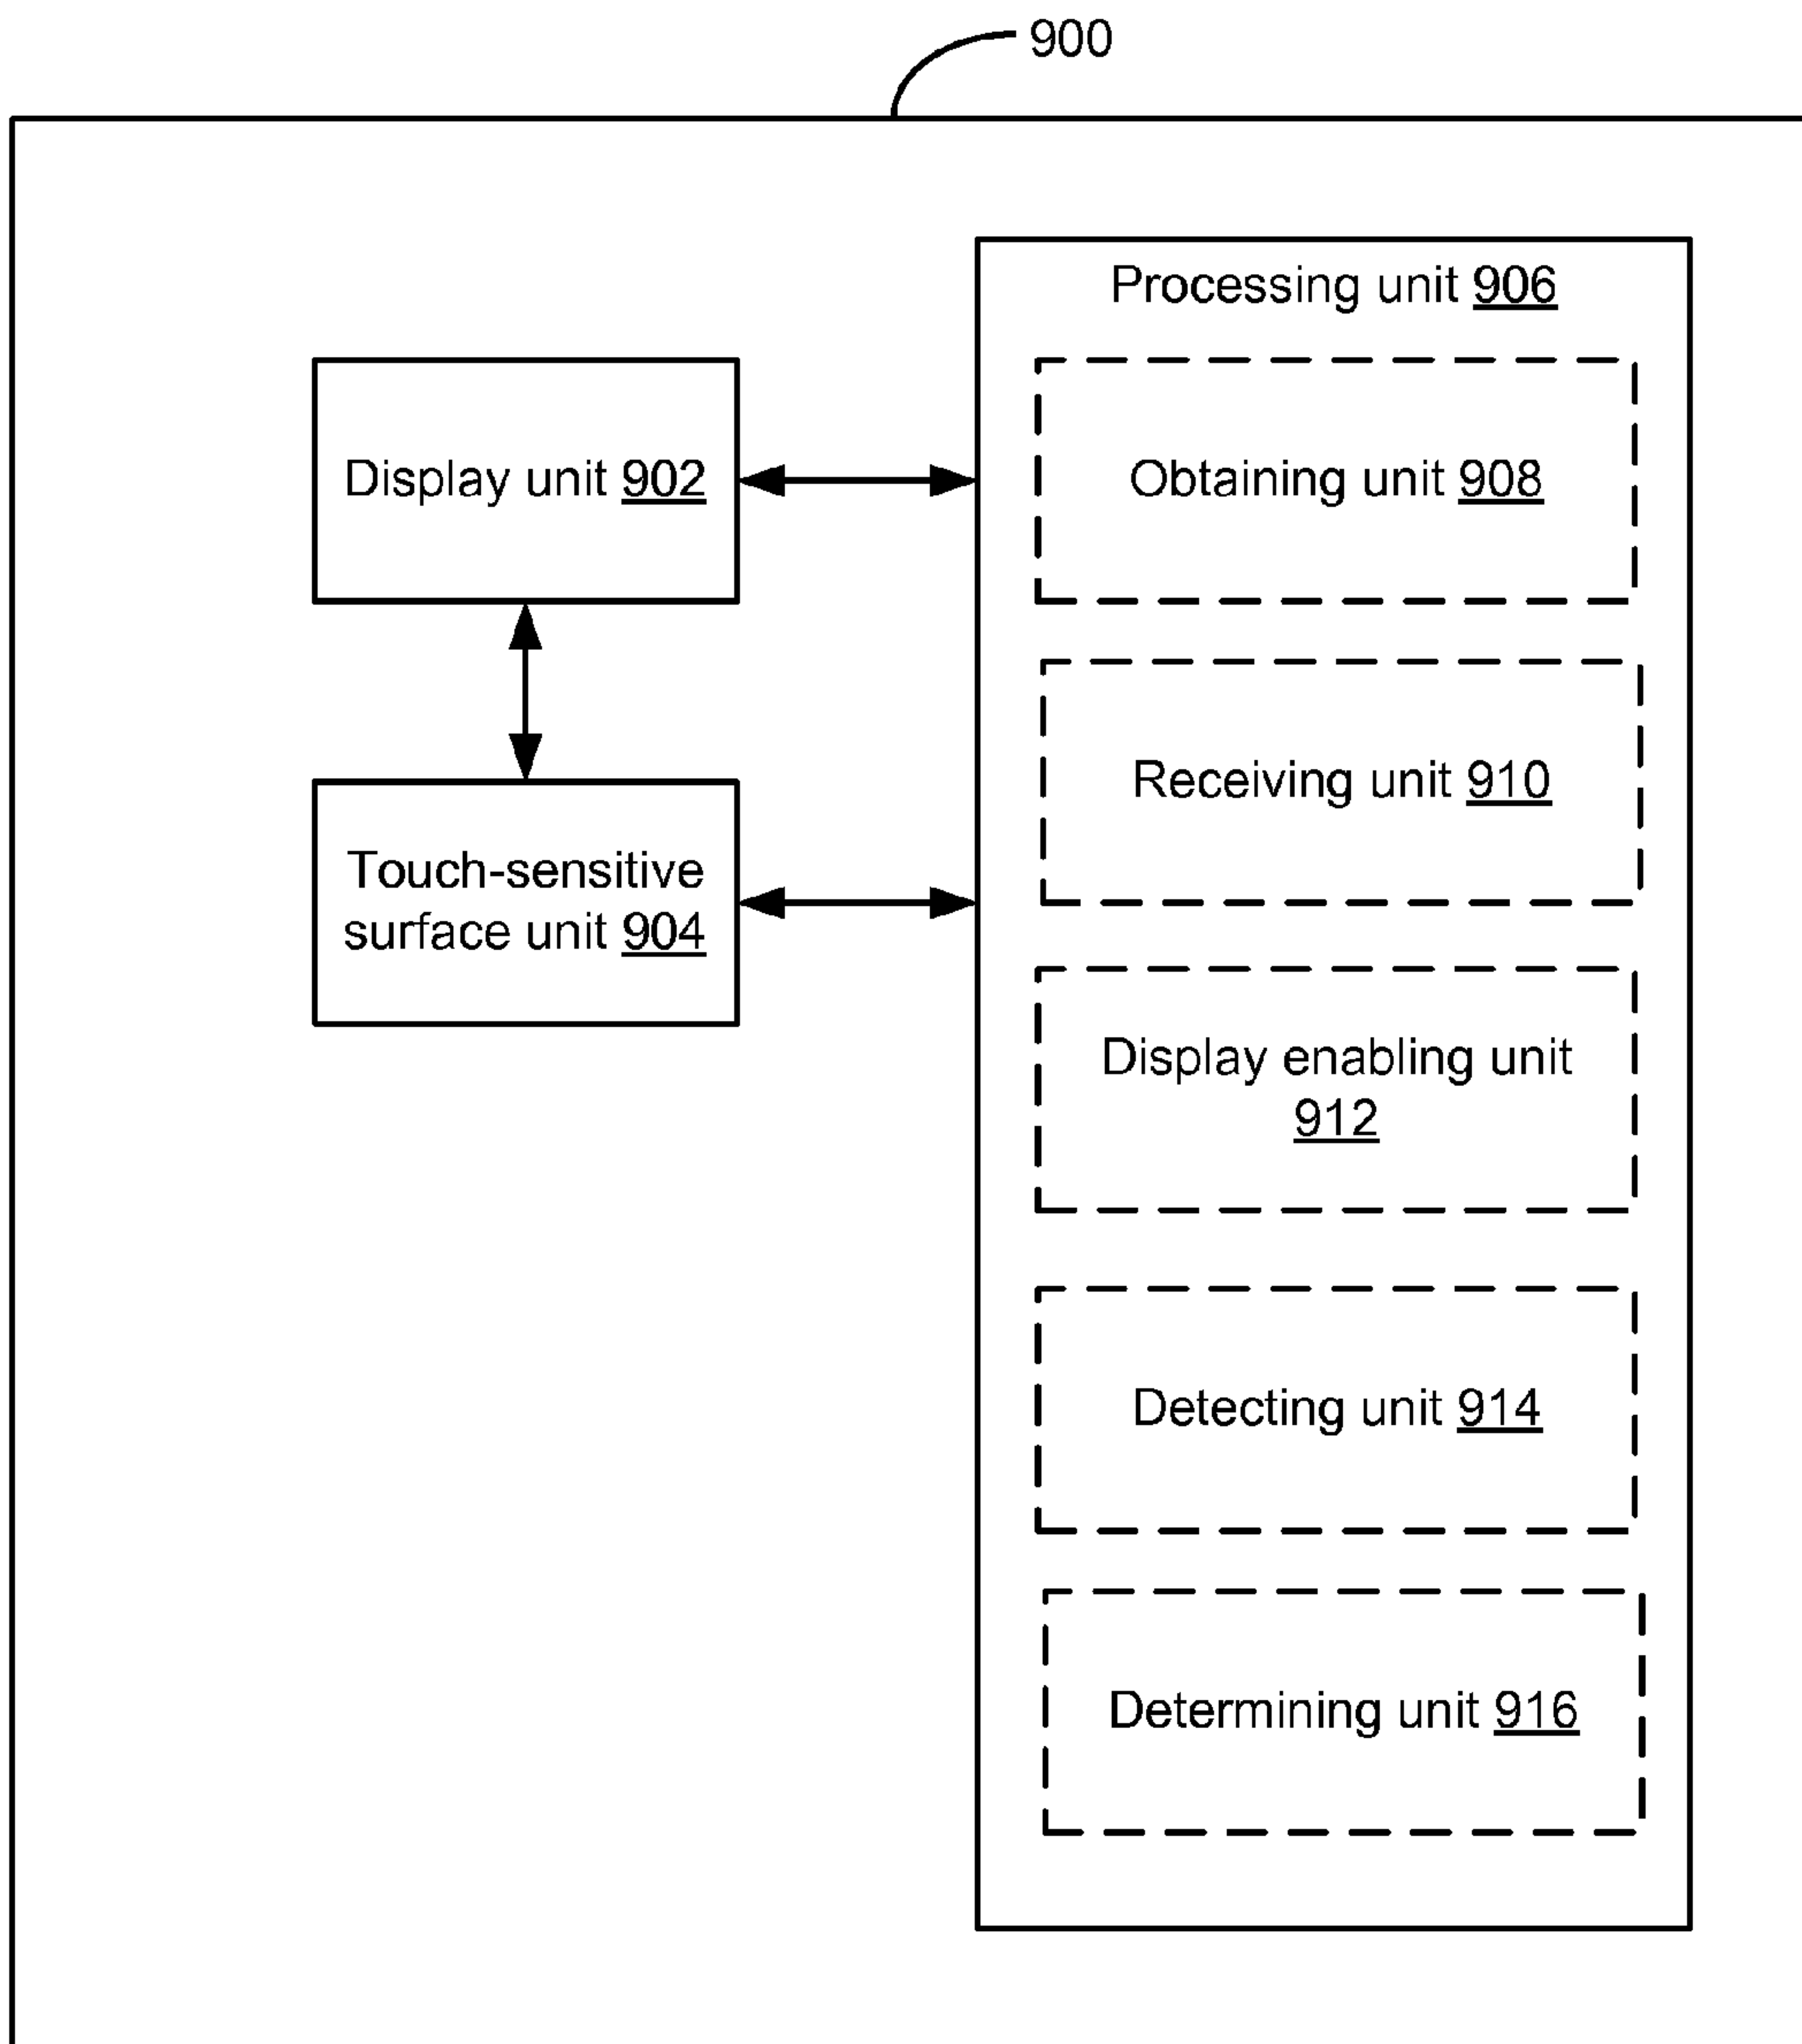 900
Processing unit 906
Display unit 902
Obtaining unit 908
Receiving unit 910
Touch-sensitive
surface unit 904
Display enabling unit
912
Detecting unit 914
Determining unit 916